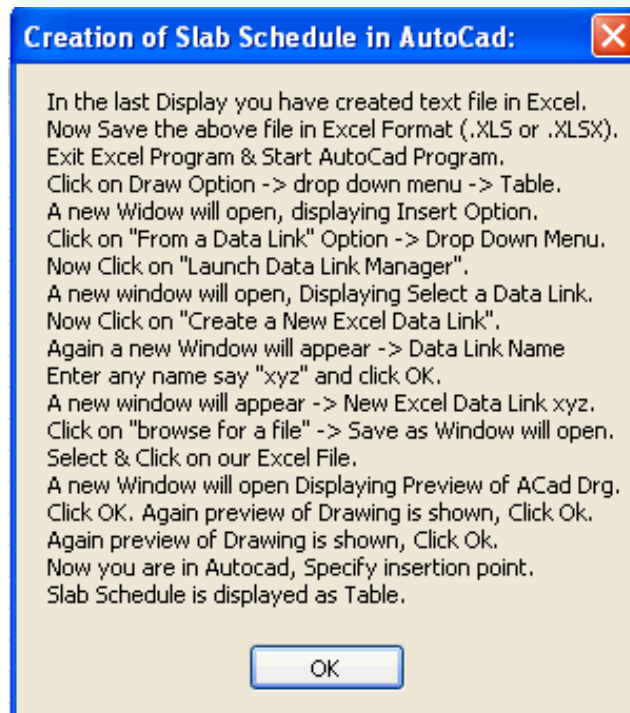 Creation of Slab Schedule in AutoCad:
In the last Display you have created text file in Excel.
Now Save the above file in Excel Format (.XLS or .XLSX).
Exit Excel Program & Start AutoCad Program.
Click on Draw Option -> drop down menu -> Table.
A new Widow will open, displaying Insert Option.
Click on "From a Data Link" Option -> Drop Down Menu.
Now Click on "Launch Data Link Manager".
A new window will open, Displaying Select a Data Link.
Now Click on "Create a New Excel Data Link".
Again a new Window will appear -> Data Link Name
Enter any name say "xyz" and click OK.
A new window will appear -> New Excel Data Link xyz.
Click on "browse for a file" -> Save as Window will open.
Select & Click on our Excel File.
A new Window will open Displaying Preview of ACad Drg.
Click OK. Again preview of Drawing is shown, Click Ok.
Again preview of Drawing is shown, Click Ok.
Now you are in Autocad, Specify insertion point.
Slab Schedule is displayed as Table.
OK